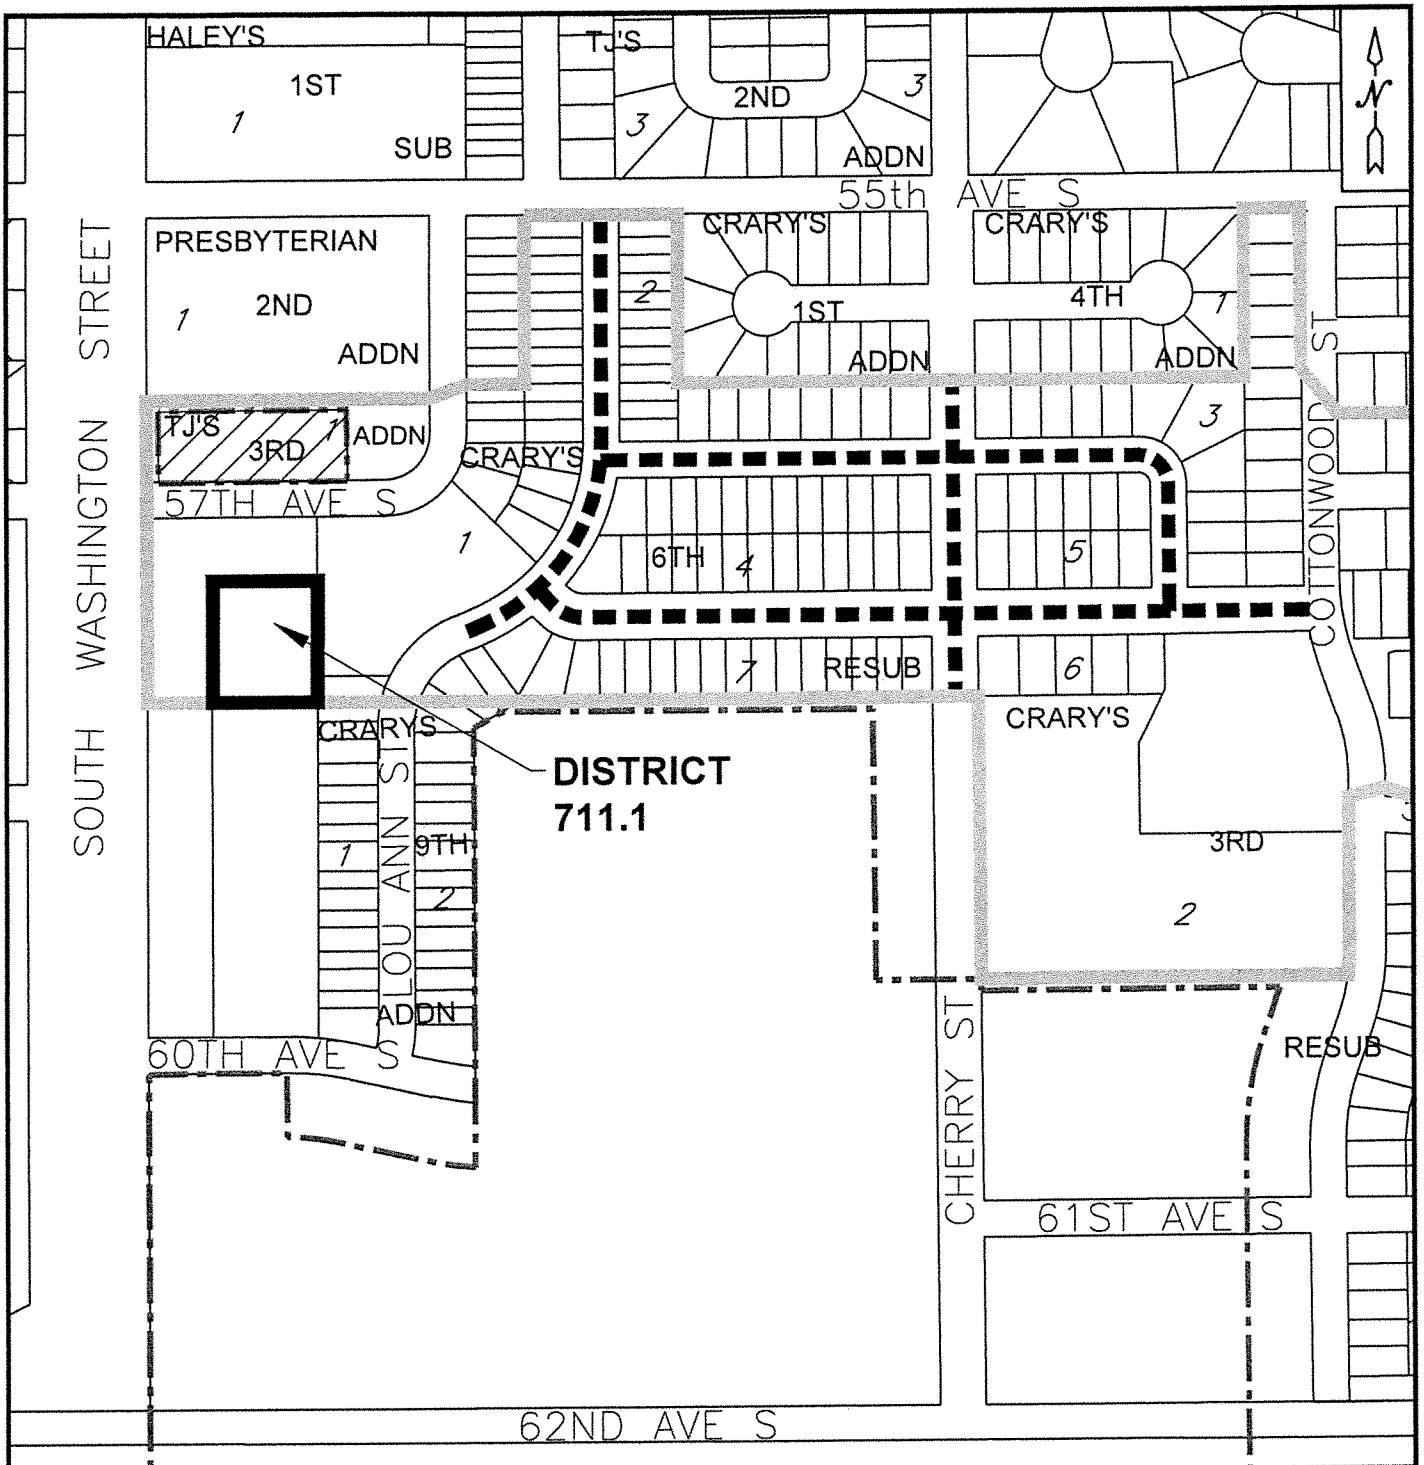 HALEY'S
1ST
1
SUB
TJ'S
2ND
3
3
ADDN
N
55th AVE S
PRESBYTERIAN
2ND
1
ADDN
2
CRARY'S
1ST
ADDN
CRARY'S
4TH
1
ADDN
SOUTH WASHINGTON STREET
COTTONWOOD ST
TJ'S
3RD
1
ADDN
57TH AVE S
CRARY'S
1
6TH
4
5
3
7
RESUB
6
CRARY'S
3RD
2
DISTRICT
711.1
CRARY'S
1
9TH
2
ADDN
LOU ANN ST
60TH AVE S
CHERRY ST
RESUB
61ST AVE S
62ND AVE S